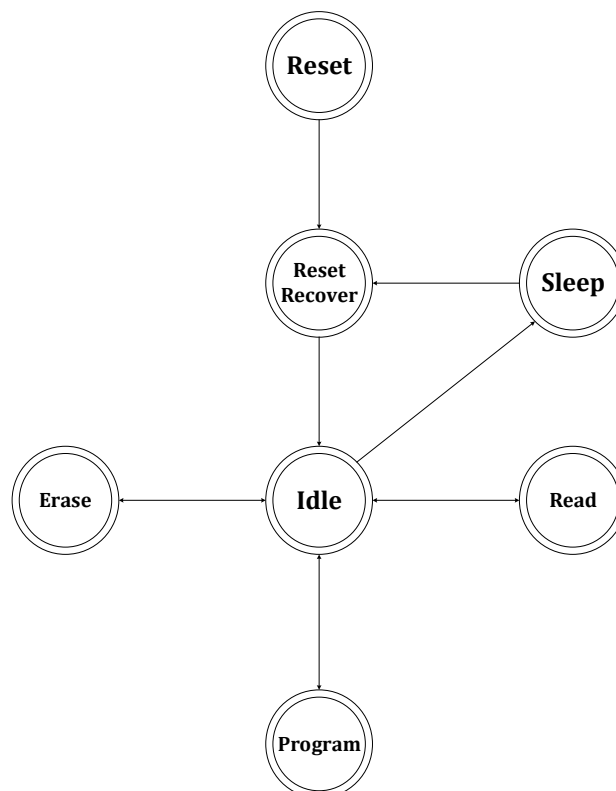 Reset
Reset
Recover
Sleep
Erase
Idle
Read
Program